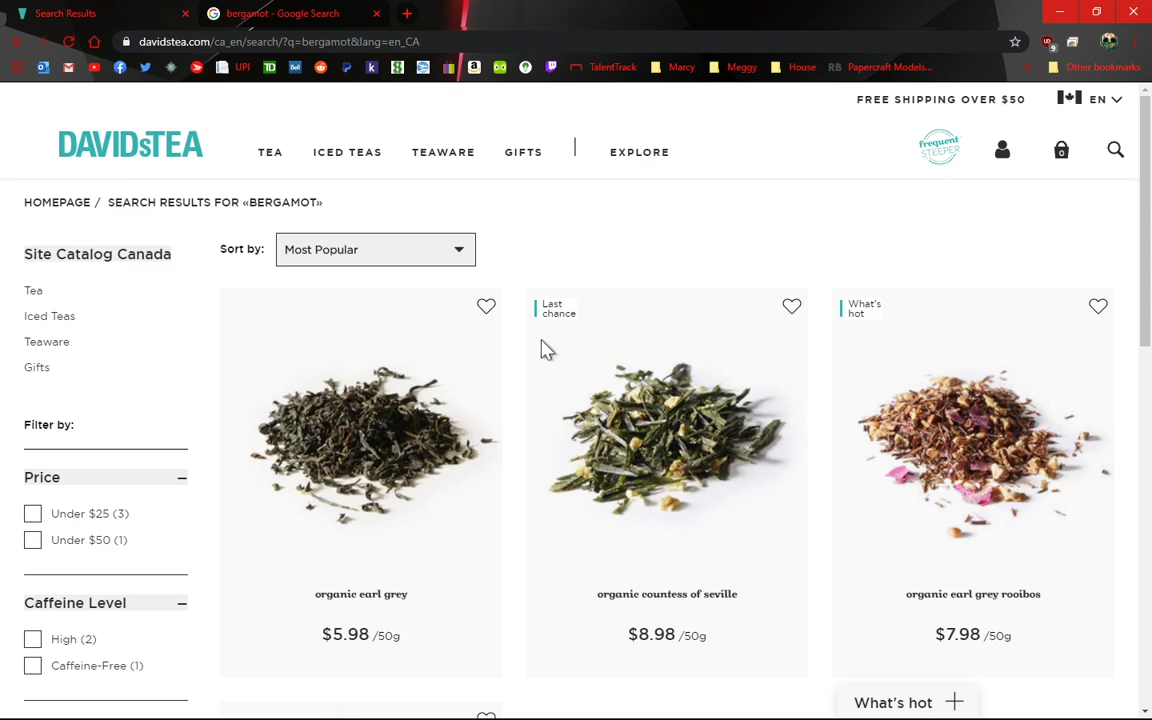 Search Results
bergamot - Google Search
davidstea.com/ca_en/search/?q=bergamot&lang=en_CA
UPI
TalentTrack
Marcy
Meggy
House
Papercraft Models...
Other bookmarks
FREE SHIPPING OVER $50
EN
DAVIDsTEA
TEA
ICED TEAS
TEAWARE
GIFTS
EXPLORE
frequent
STEEPER
0
HOMEPAGE / SEARCH RESULTS FOR «BERGAMOT»
Site Catalog Canada
Tea
Iced Teas
Teaware
Gifts
Filter by:
Price
Under $25 (3)
Under $50 (1)
Caffeine Level
High (2)
Caffeine-Free (1)
Sort by:
Most Popular
organic earl grey
$5.98 /50g
Last
chance
organic countess of seville
$8.98 /50g
What's
hot
organic earl grey rooibos
$7.98 /50g
What's hot